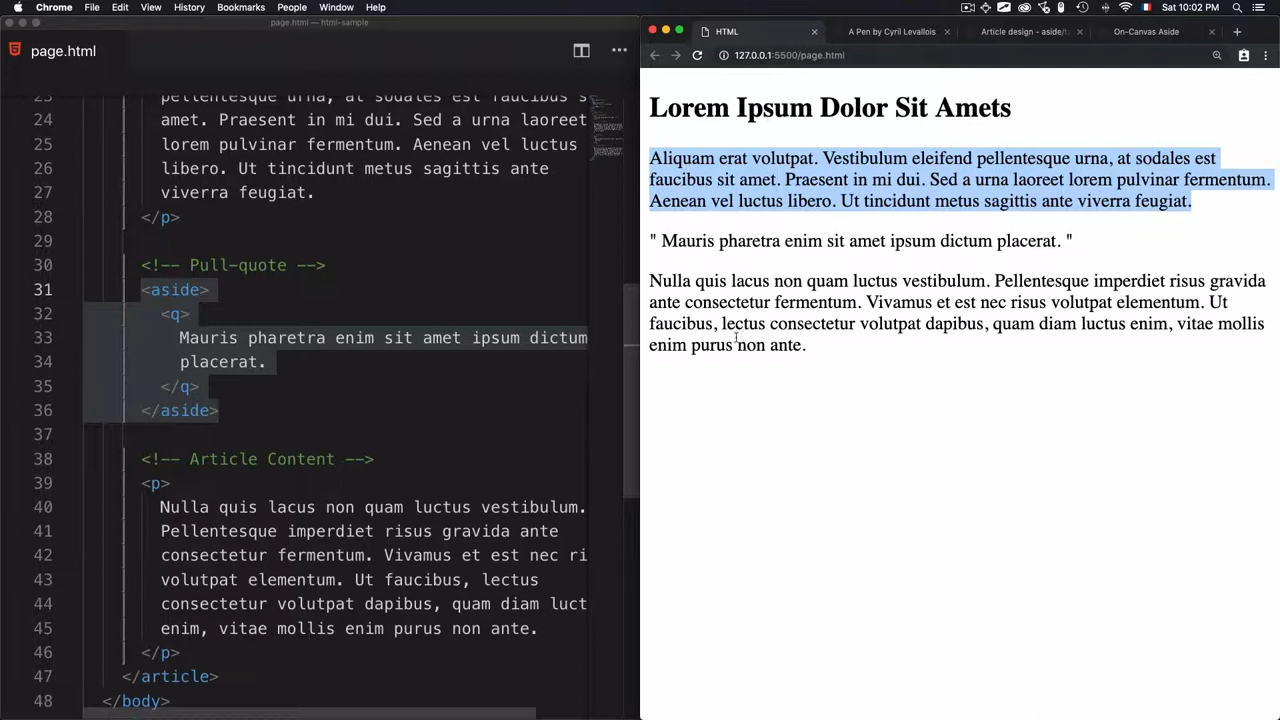 Chrome File Edit View History Bookmarks People Window Help
Sat 10:02 PM
page.html — html-sample
page.html
23 pellentesque urna, at sodales est faucibus s
24 amet. Praesent in mi dui. Sed a urna laoreet
25 lorem pulvinar fermentum. Aenean vel luctus
26 libero. Ut tincidunt metus sagittis ante
27 viverra feugiat.
28 </p>
29
30 <!-- Pull-quote -->
31 <aside>
32 <q>
33 Mauris pharetra enim sit amet ipsum dictum
34 placerat.
35 </q>
36 </aside>
37
38 <!-- Article Content -->
39 <p>
40 Nulla quis lacus non quam luctus vestibulum.
41 Pellentesque imperdiet risus gravida ante
42 consectetur fermentum. Vivamus et est nec ri
43 volutpat elementum. Ut faucibus, lectus
44 consectetur volutpat dapibus, quam diam luct
45 enim, vitae mollis enim purus non ante.
46 </p>
47 </article>
48 </body>
HTML
A Pen by Cyril Levallois
Article design - aside/
On-Canvas Aside
127.0.0.1:5500/page.html
Lorem Ipsum Dolor Sit Amets
Aliquam erat volutpat. Vestibulum eleifend pellentesque urna, at sodales est
faucibus sit amet. Praesent in mi dui. Sed a urna laoreet lorem pulvinar fermentum.
Aenean vel luctus libero. Ut tincidunt metus sagittis ante viverra feugiat.
" Mauris pharetra enim sit amet ipsum dictum placerat. "
Nulla quis lacus non quam luctus vestibulum. Pellentesque imperdiet risus gravida
ante consectetur fermentum. Vivamus et est nec risus volutpat elementum. Ut
faucibus, lectus consectetur volutpat dapibus, quam diam luctus enim, vitae mollis
enim purus non ante.